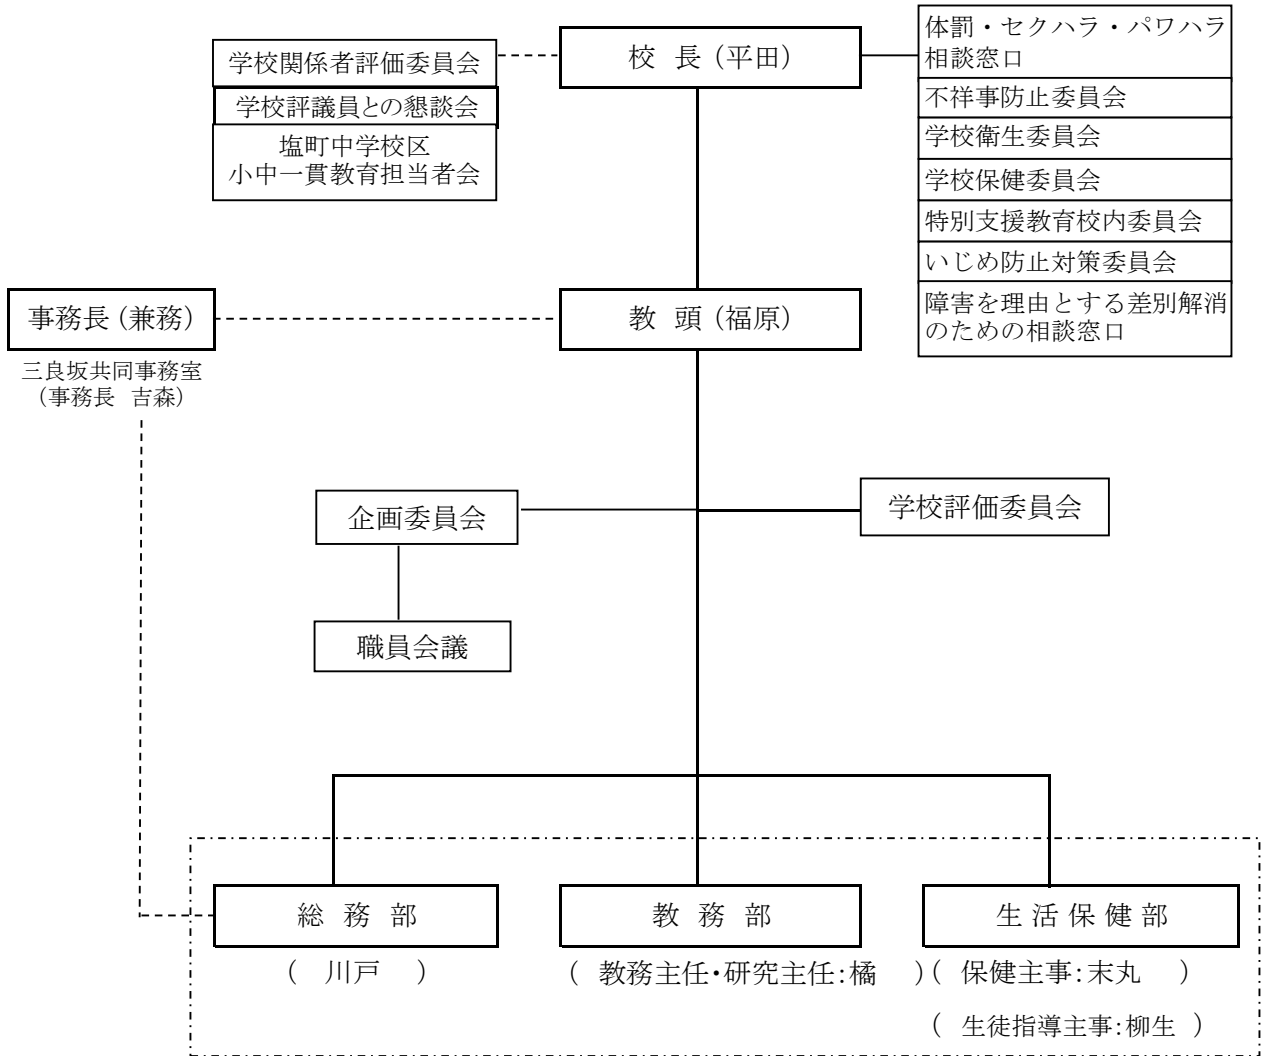 校 長（平田）
学校関係者評価委員会
学校評議員との懇談会
塩町中学校区
小中一貫教育担当者会
体罰・セクハラ・パワハラ
相談窓口
不祥事防止委員会
学校衛生委員会
学校保健委員会
特別支援教育校内委員会
いじめ防止対策委員会
障害を理由とする差別解消
のための相談窓口
事務長（兼務）
教 頭（福原）
三良坂共同事務室
（事務長 吉森）
企画委員会
学校評価委員会
職員会議
総 務 部
教 務 部
生 活 保 健 部
（ 川戸 ）
（ 教務主任・研究主任：橘 ）
（ 保健主事：末丸 ）
（ 生徒指導主事：柳生 ）